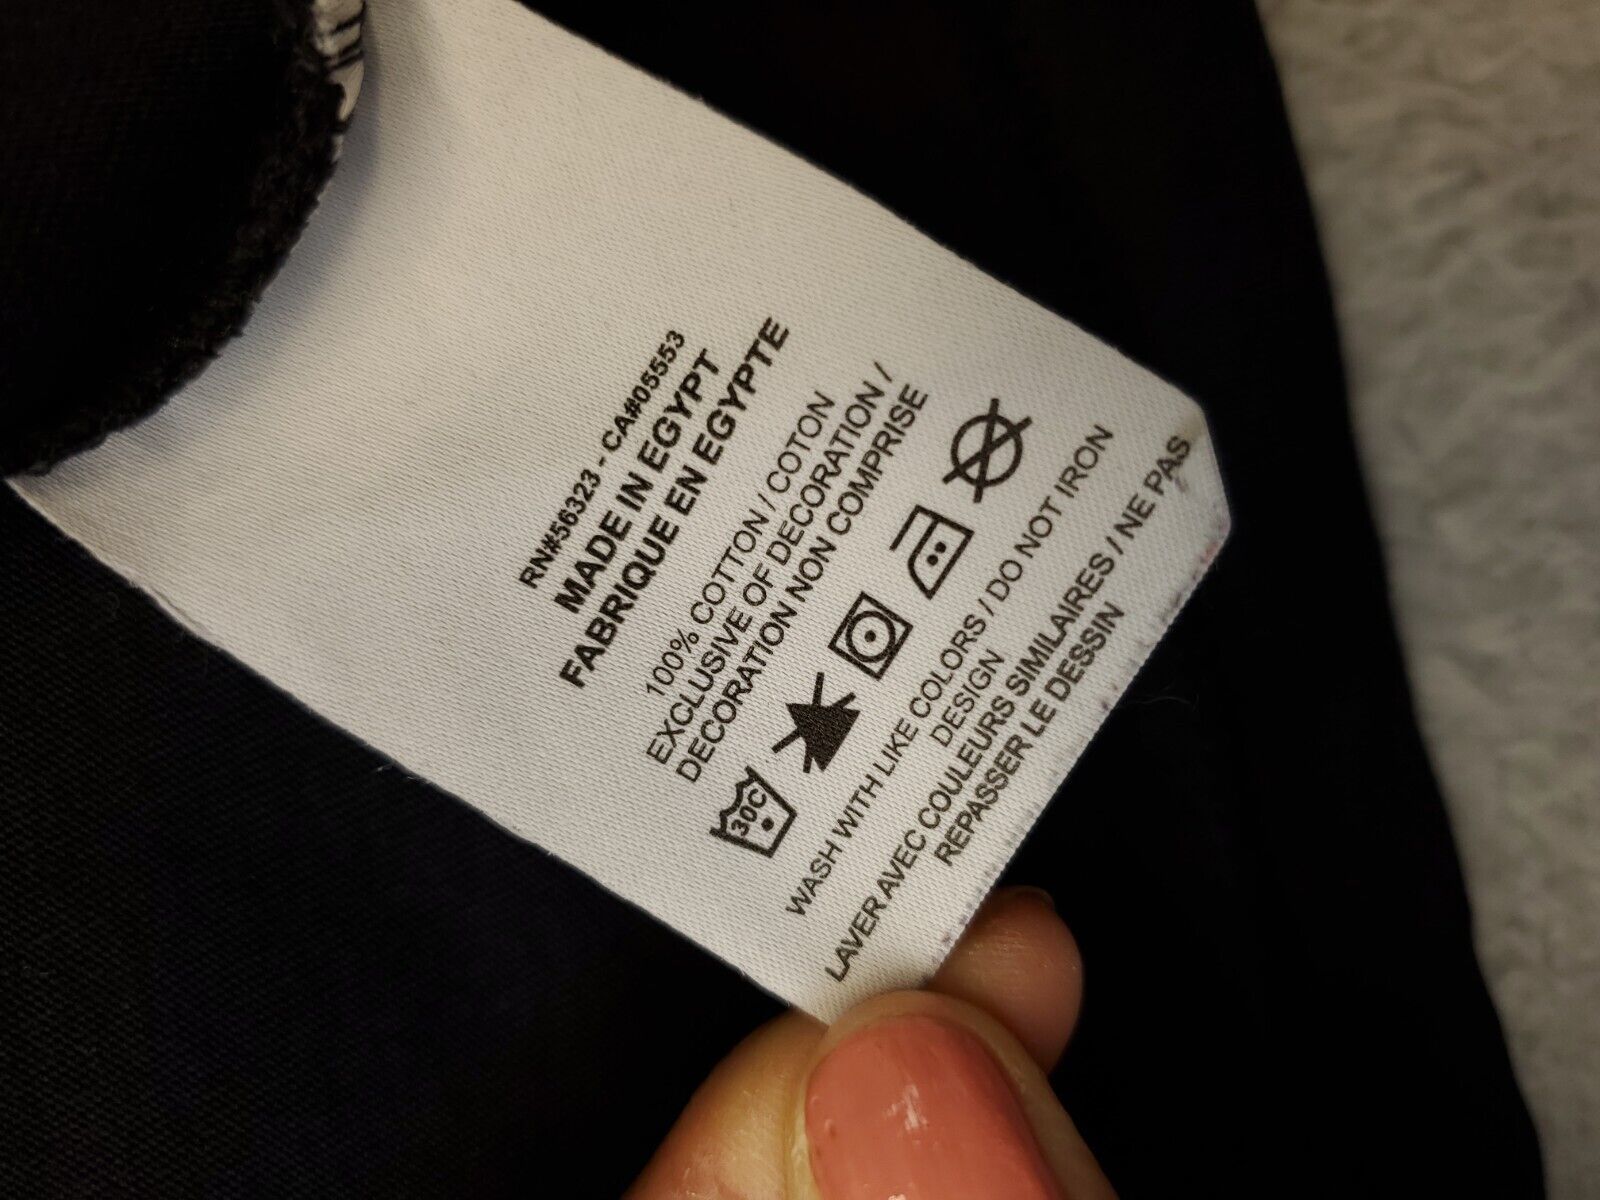 RN#56323 - CA#05553
MADE IN EGYPT
FABRIQUE EN EGYPTE
100% COTTON / COTON
EXCLUSIVE OF DECORATION /
DECORATION NON COMPRISE
30C
WASH WITH LIKE COLORS / DO NOT IRON
DESIGN
LAVER AVEC COULEURS SIMILAIRES / NE PAS
REPASSER LE DESSIN